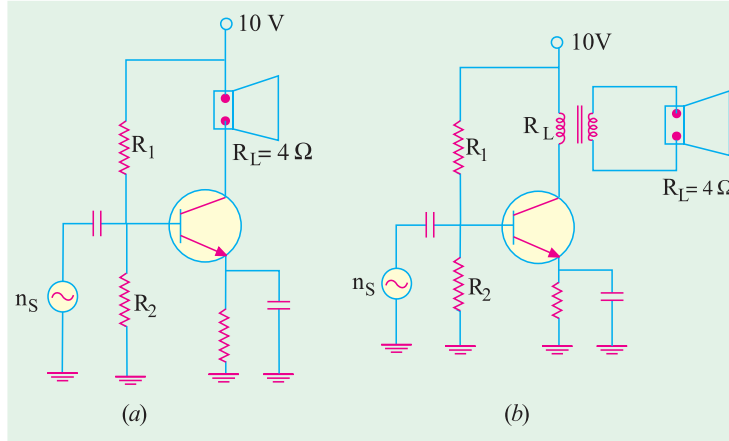 10 V
R1
RL = 4 Ω
nS
R2
(a)
10V
R1
RL
RL = 4 Ω
nS
R2
(b)